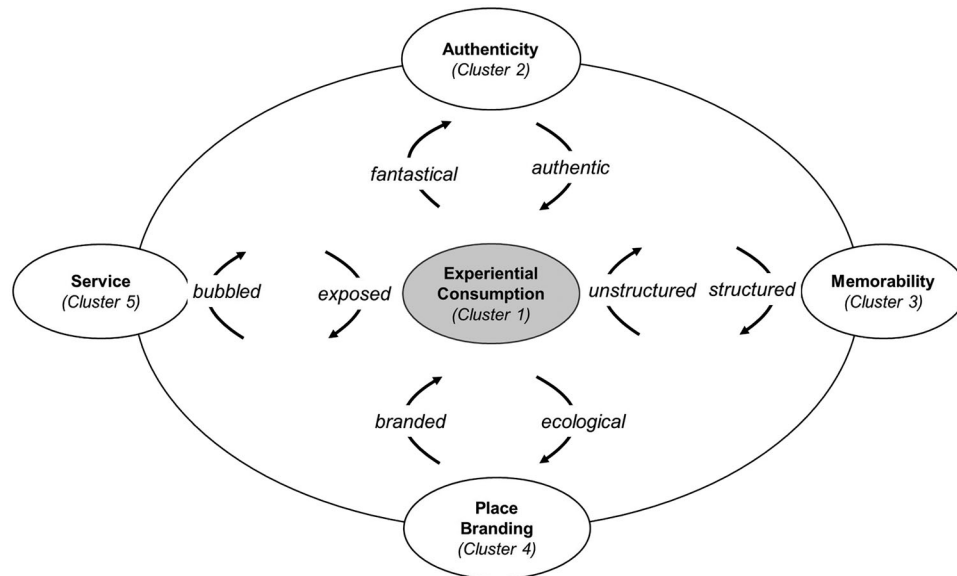 Authenticity
(Cluster 2)
fantastical
authentic
Service
(Cluster 5)
bubbled
exposed
Experiential
Consumption
(Cluster 1)
unstructured
structured
Memorability
(Cluster 3)
branded
ecological
Place
Branding
(Cluster 4)